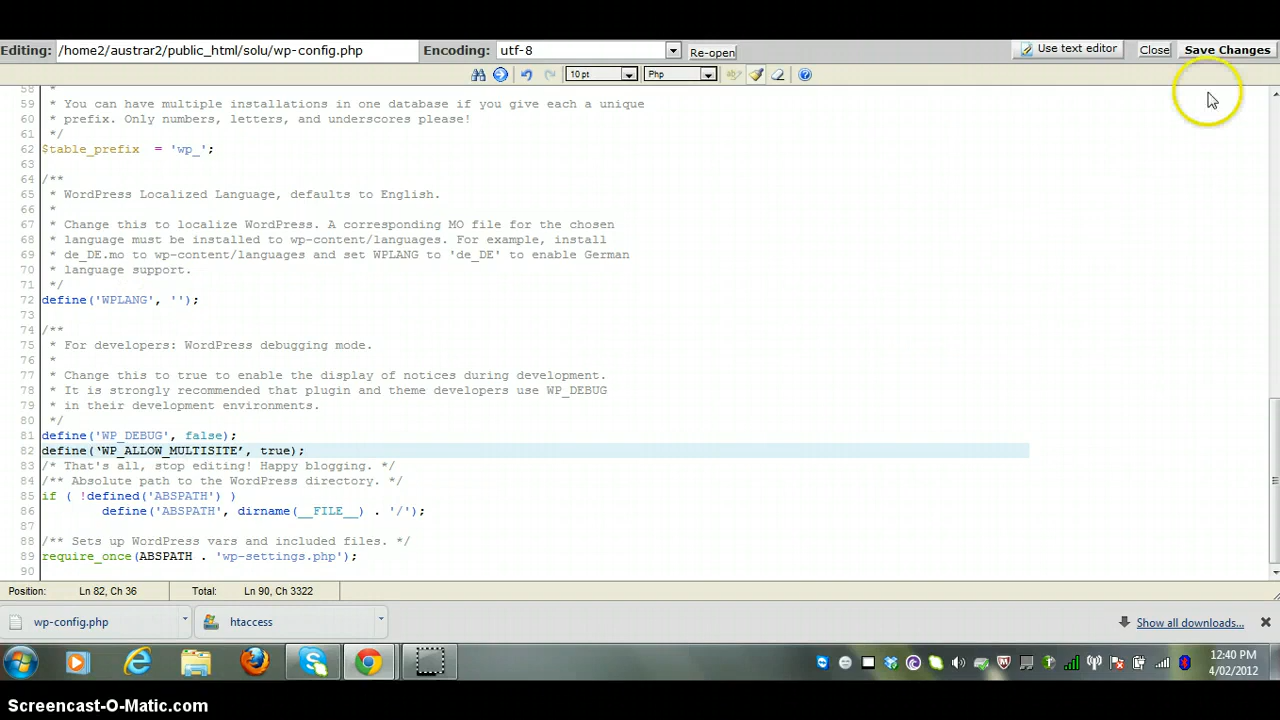 Editing: /home2/austrar2/public_html/solu/wp-config.php Encoding: utf-8 Re-open Use text editor Close Save Changes
10 pt Php
58 *
59 * You can have multiple installations in one database if you give each a unique
60 * prefix. Only numbers, letters, and underscores please!
61 */
62 $table_prefix  = 'wp_';
63
64 /**
65 * WordPress Localized Language, defaults to English.
66 *
67 * Change this to localize WordPress. A corresponding MO file for the chosen
68 * language must be installed to wp-content/languages. For example, install
69 * de_DE.mo to wp-content/languages and set WPLANG to 'de_DE' to enable German
70 * language support.
71 */
72 define('WPLANG', '');
73
74 /**
75 * For developers: WordPress debugging mode.
76 *
77 * Change this to true to enable the display of notices during development.
78 * It is strongly recommended that plugin and theme developers use WP_DEBUG
79 * in their development environments.
80 */
81 define('WP_DEBUG', false);
82 define(‘WP_ALLOW_MULTISITE’, true);
83 /* That's all, stop editing! Happy blogging. */
84 /** Absolute path to the WordPress directory. */
85 if ( !defined('ABSPATH') )
86 define('ABSPATH', dirname(__FILE__) . '/');
87
88 /** Sets up WordPress vars and included files. */
89 require_once(ABSPATH . 'wp-settings.php');
90
Position: Ln 82, Ch 36 Total: Ln 90, Ch 3322
wp-config.php htaccess Show all downloads...
12:40 PM
4/02/2012
Screencast-O-Matic.com